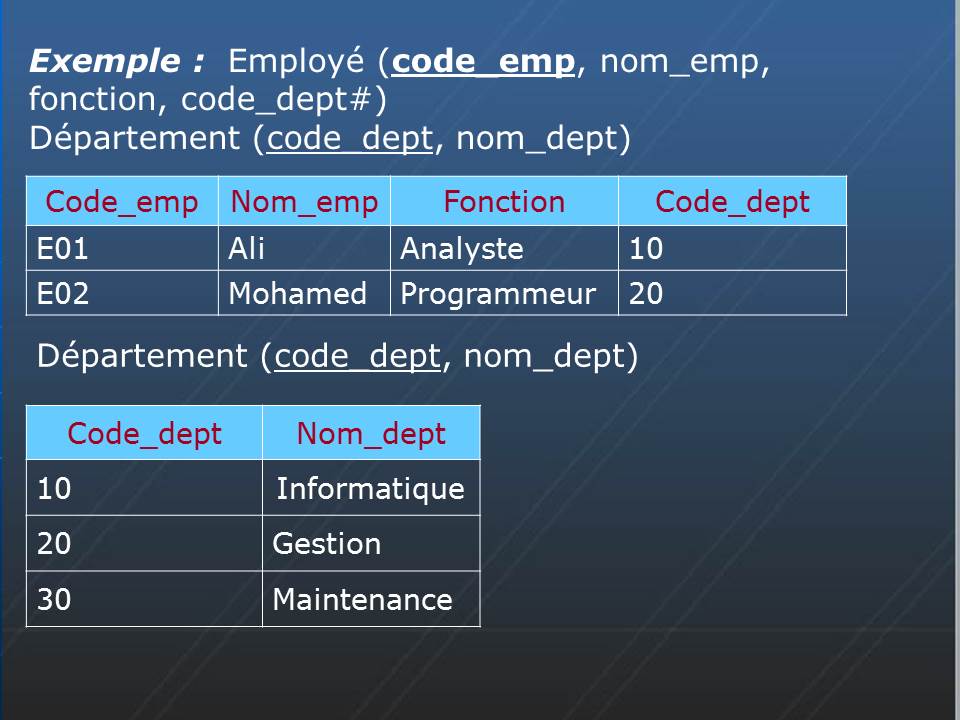 Exemple : Employé (code_emp, nom_emp,
fonction, code_dept#)
Département (code_dept, nom_dept)
Code_emp Nom_emp Fonction Code_dept
E01 Ali Analyste 10
E02 Mohamed Programmeur 20
Département (code_dept, nom_dept)
Code_dept Nom_dept
10 Informatique
20 Gestion
30 Maintenance